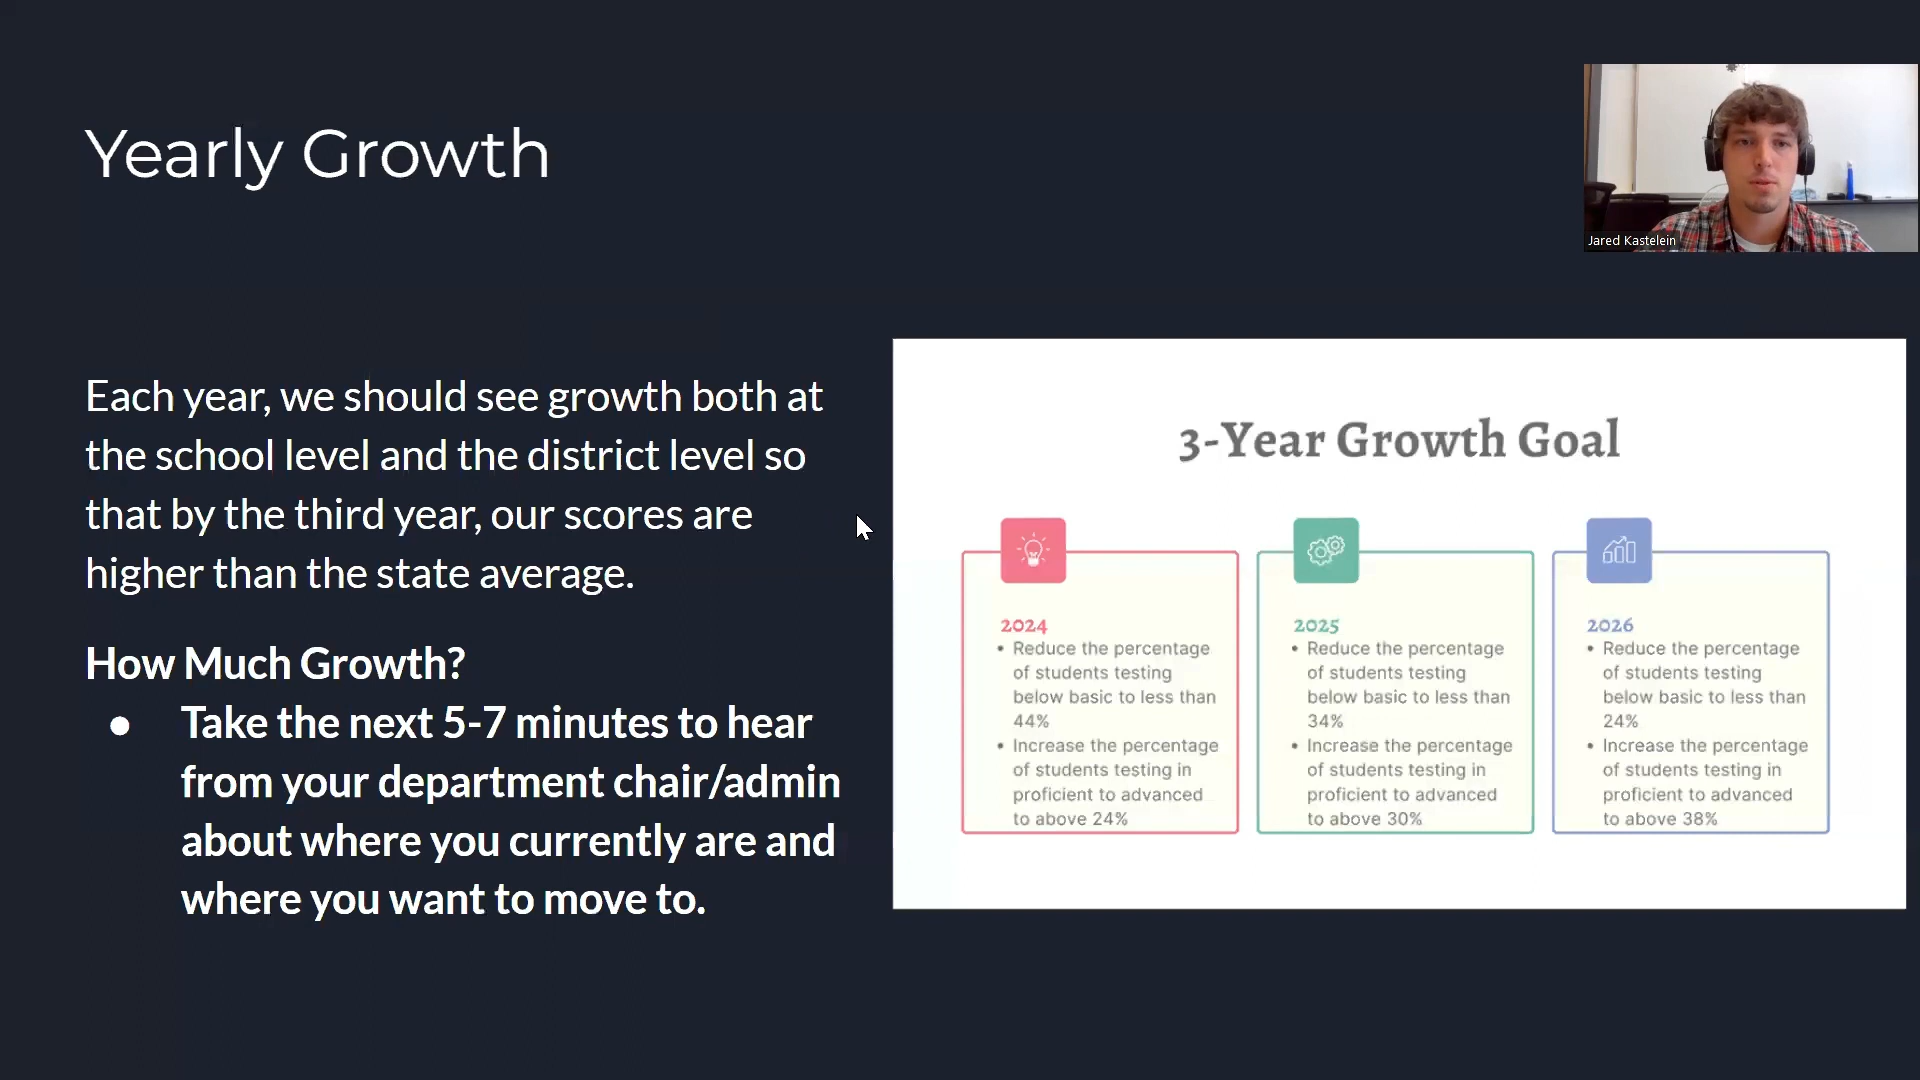 Yearly Growth
Jared Kastelein
Each year, we should see growth both at
the school level and the district level so
that by the third year, our scores are
higher than the state average.
How Much Growth?
● Take the next 5-7 minutes to hear
from your department chair/admin
about where you currently are and
where you want to move to.
3-Year Growth Goal
2024
• Reduce the percentage
of students testing
below basic to less than
44%
• Increase the percentage
of students testing in
proficient to advanced
to above 24%
2025
• Reduce the percentage
of students testing
below basic to less than
34%
• Increase the percentage
of students testing in
proficient to advanced
to above 30%
2026
• Reduce the percentage
of students testing
below basic to less than
24%
• Increase the percentage
of students testing in
proficient to advanced
to above 38%